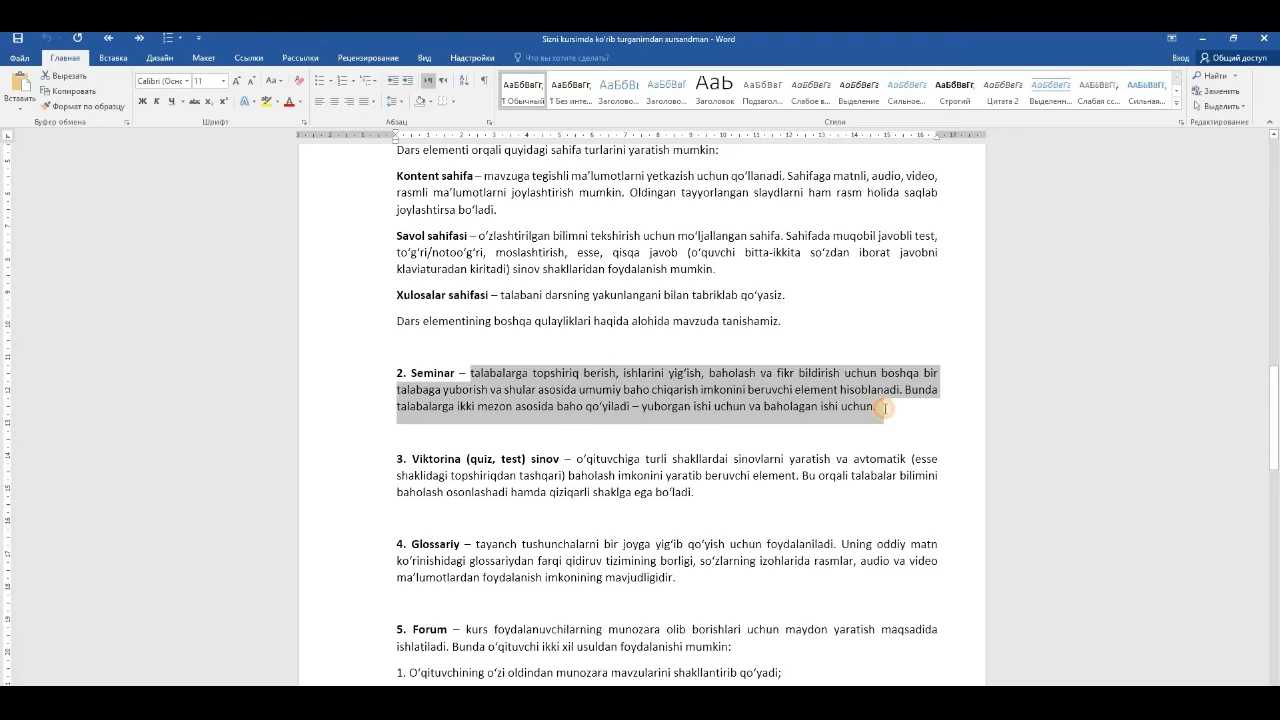 Sizni kursimda ko'rib turganimdan xursandman - Word
Файл
Главная
Вставка
Дизайн
Макет
Ссылки
Рассылки
Рецензирование
Вид
Надстройки
Что вы хотите сделать?
Вход
Общий доступ
Вставить
Вырезать
Копировать
Формат по образцу
Буфер обмена
Calibri (Осно
11
Шрифт
Абзац
АаБбВвГг,
¶ Обычный
АаБбВвГг,
¶ Без инте...
АаБбВі
Заголово...
АаБбВвГ
Заголово...
АаЬ
Заголовок
АаБбВвГ
Подзагол...
АаБбВвГг
Слабое в...
АаБбВвГг
Выделение
АаБбВвГг
Сильное...
АаБбВвГг,
Строгий
АаБбВвГг
Цитата 2
АаБбВвГг
Выделенн...
АаБбВвГг
Слабая сс...
АаБбВвГг,
Сильная...
Стили
Найти
Заменить
Выделить
Редактирование
Dars elementi orqali quyidagi sahifa turlarini yaratish mumkin:
Kontent sahifa – mavzuga tegishli ma’lumotlarni yetkazish uchun qo‘llanadi. Sahifaga matnli, audio, video,
rasmli ma’lumotlarni joylashtirish mumkin. Oldingan tayyorlangan slaydlarni ham rasm holida saqlab
joylashtirsa bo‘ladi.
Savol sahifasi – o‘zlashtirilgan bilimni tekshirish uchun mo‘ljallangan sahifa. Sahifada muqobil javobli test,
to‘g‘ri/notoo‘g‘ri, moslashtirish, esse, qisqa javob (o‘quvchi bitta-ikkita so‘zdan iborat javobni
klaviaturadan kiritadi) sinov shakllaridan foydalanish mumkin.
Xulosalar sahifasi – talabani darsning yakunlangani bilan tabriklab qo‘yasiz.
Dars elementining boshqa qulayliklari haqida alohida mavzuda tanishamiz.
2. Seminar – talabalarga topshiriq berish, ishlarini yig‘ish, baholash va fikr bildirish uchun boshqa bir
talabaga yuborish va shular asosida umumiy baho chiqarish imkonini beruvchi element hisoblanadi. Bunda
talabalarga ikki mezon asosida baho qo‘yiladi – yuborgan ishi uchun va baholagan ishi uchun.
3. Viktorina (quiz, test) sinov – o‘qituvchiga turli shakllardai sinovlarni yaratish va avtomatik (esse
shaklidagi topshiriqdan tashqari) baholash imkonini yaratib beruvchi element. Bu orqali talabalar bilimini
baholash osonlashadi hamda qiziqarli shaklga ega bo‘ladi.
4. Glossariy – tayanch tushunchalarni bir joyga yig‘ib qo‘yish uchun foydalaniladi. Uning oddiy matn
ko‘rinishidagi glossariydan farqi qidiruv tizimining borligi, so‘zlarning izohlarida rasmlar, audio va video
ma’lumotlardan foydalanish imkonining mavjudligidir.
5. Forum – kurs foydalanuvchilarning munozara olib borishlari uchun maydon yaratish maqsadida
ishlatiladi. Bunda o‘qituvchi ikki xil usuldan foydalanishi mumkin:
1. O‘qituvchining o‘zi oldindan munozara mavzularini shakllantirib qo‘yadi;